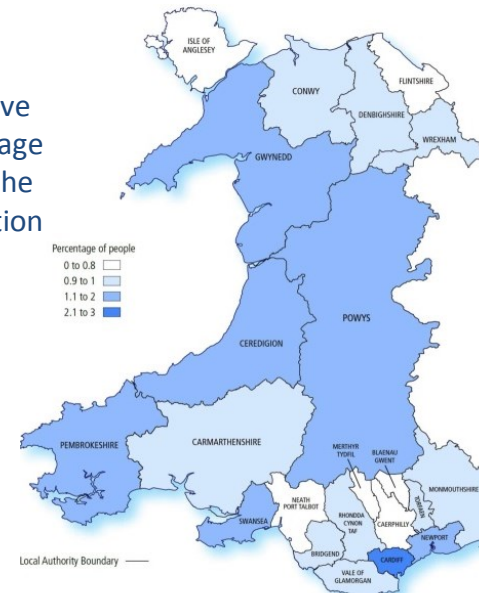 ve
age
he
tion
ISLE OF
ANGLESEY
FLINTSHIRE
CONWY
DENBIGHSHIRE
WREXHAM
GWYNEDD
Percentage of people
0 to 0.8
0.9 to 1
1.1 to 2
2.1 to 3
POWYS
CEREDIGION
PEMBROKESHIRE
CARMARTHENSHIRE
MERTHYR
TYDFIL
BLAENAU
GWENT
MONMOUTHSHIRE
NEATH
PORT TALBOT
SWANSEA
RHONDDA
CYNON
TAF
CAERPHILLY
NEWPORT
BRIDGEND
CARDIFF
VALE OF
GLAMORGAN
Local Authority Boundary